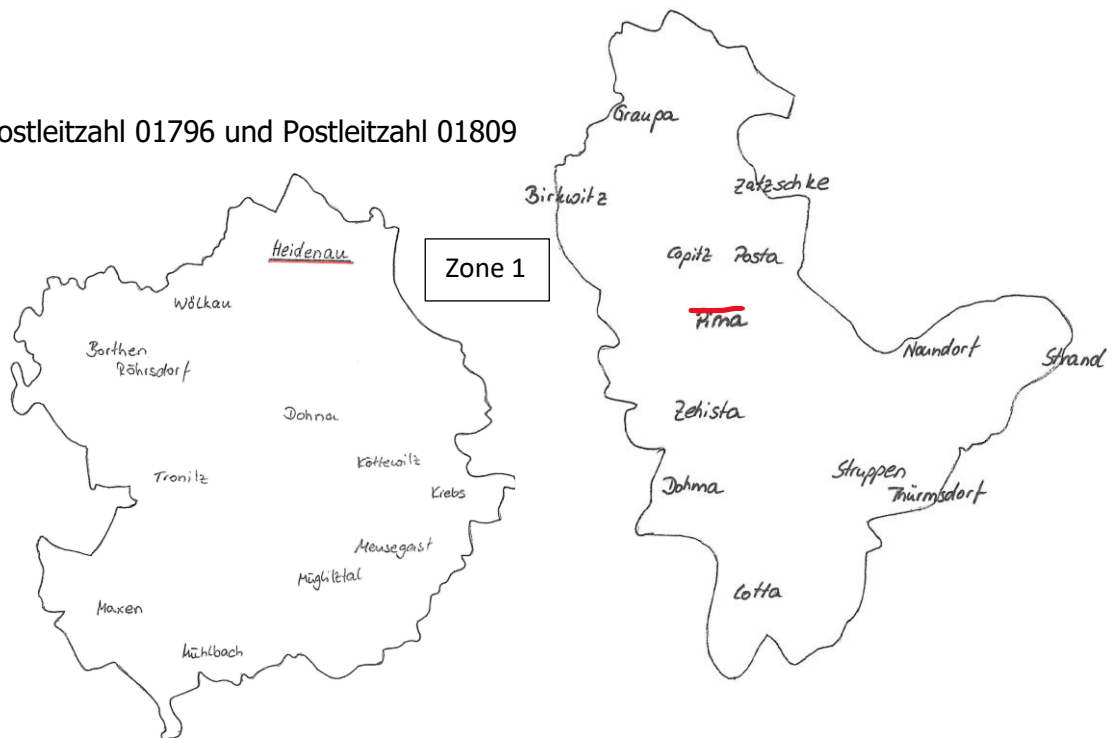 ostleitzahl 01796 und Postleitzahl 01809
Zone 1
Heidenau
Wölkau
Borthen
Röhrsdorf
Dohna
Tronitz
Köttewitz
Krebs
Meusegast
Müglitztal
Maxen
Mühlbach
Graupa
Birkwitz
Zatzschke
Copitz
Posta
Pirna
Naundorf
Strand
Zehista
Struppen
Thürmsdorf
Dohma
Cotta